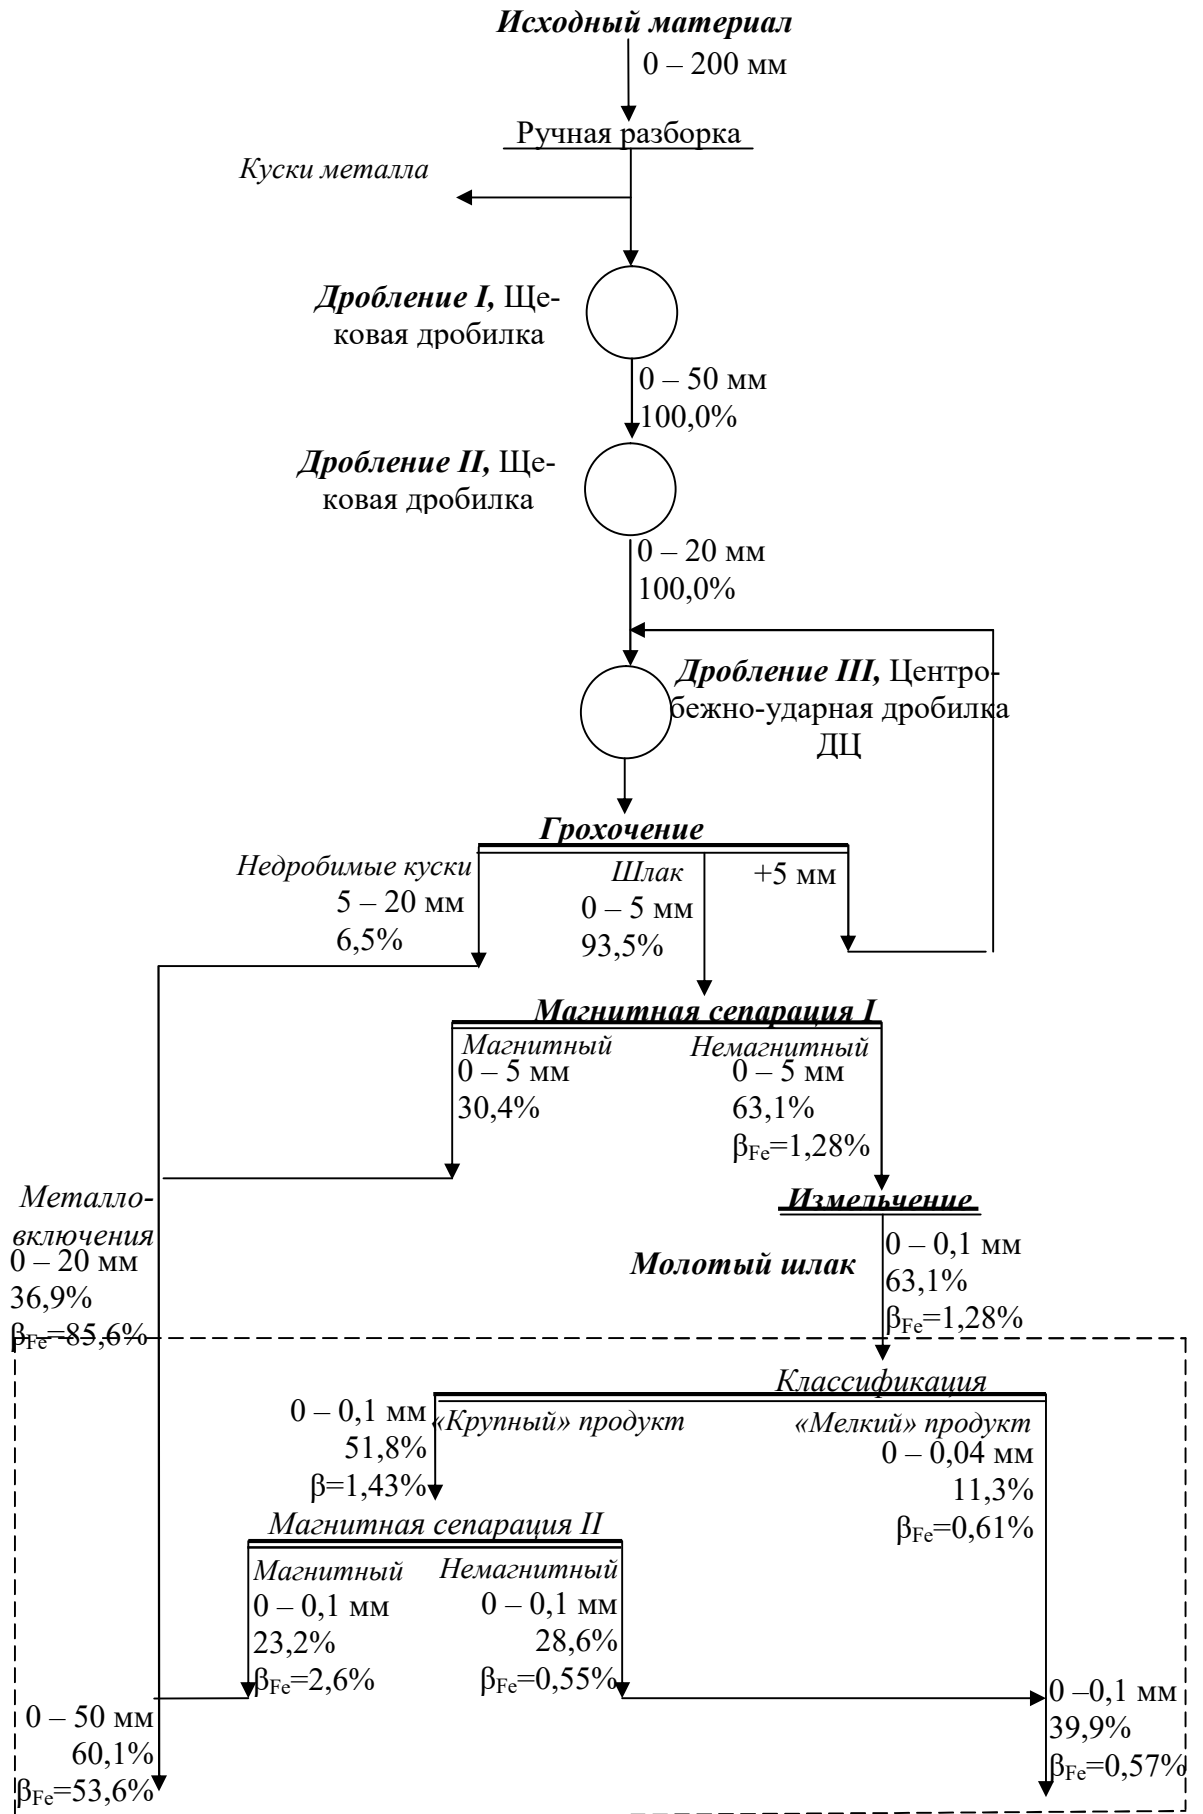 Исходный материал
0 – 200 мм
Ручная разборка
Куски металла
Дробление I, Ще-
ковая дробилка
0 – 50 мм
100,0%
Дробление II, Ще-
ковая дробилка
0 – 20 мм
100,0%
Дробление III, Центро-
бежно-ударная дробилка
ДЦ
Грохочение
Недробимые куски
5 – 20 мм
6,5%
Шлак
0 – 5 мм
93,5%
+5 мм
Магнитная сепарация I
Магнитный
0 – 5 мм
30,4%
Немагнитный
0 – 5 мм
63,1%
βFe=1,28%
Металло-
включения
0 – 20 мм
36,9%
βFe=85,6%
Измельчение
Молотый шлак
0 – 0,1 мм
63,1%
βFe=1,28%
Классификация
0 – 0,1 мм
51,8%
β=1,43%
«Крупный» продукт
«Мелкий» продукт
0 – 0,04 мм
11,3%
βFe=0,61%
Магнитная сепарация II
Магнитный
0 – 0,1 мм
23,2%
βFe=2,6%
Немагнитный
0 – 0,1 мм
28,6%
βFe=0,55%
0 – 50 мм
60,1%
βFe=53,6%
0 –0,1 мм
39,9%
βFe=0,57%